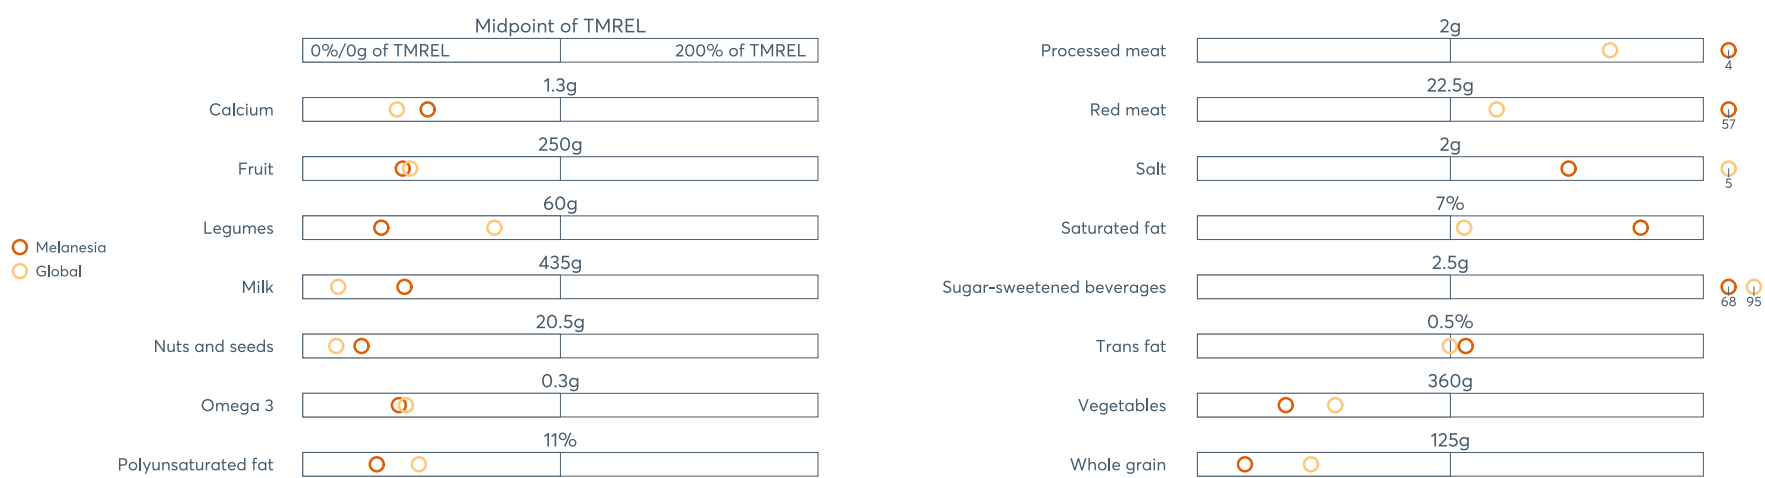 Midpoint of TMREL
0%/0g of TMREL 200% of TMREL
Calcium 1.3g
Fruit 250g
Legumes 60g
Milk 435g
Nuts and seeds 20.5g
Omega 3 0.3g
Polyunsaturated fat 11%
Melanesia
Global
Processed meat 2g 4
Red meat 22.5g 57
Salt 2g 5
Saturated fat 7%
Sugar-sweetened beverages 2.5g 68 95
Trans fat 0.5%
Vegetables 360g
Whole grain 125g